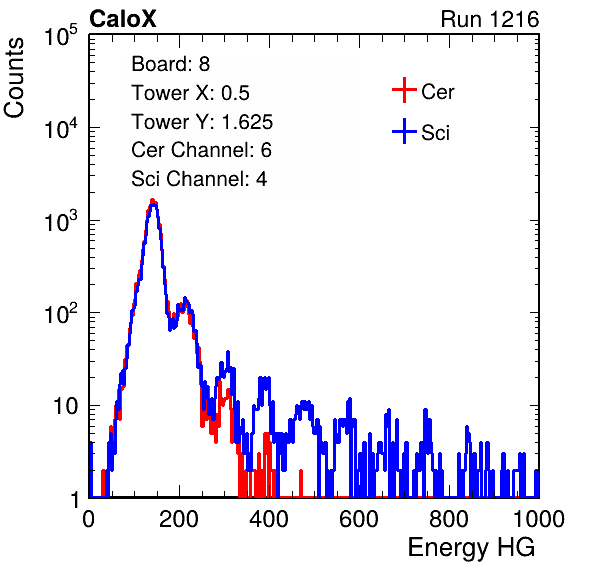 CaloX Run 1216
Counts
10^5
10^4
10^3
10^2
10
1
Board: 8
Tower X: 0.5
Tower Y: 1.625
Cer Channel: 6
Sci Channel: 4
Cer
Sci
0 200 400 600 800 1000
Energy HG